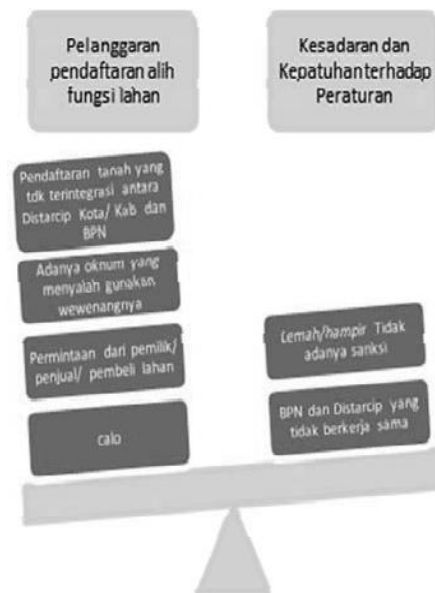 Pelanggaran
pendaftaran alih
fungsi lahan
Kesadaran dan
Kepatuhan terhadap
Peraturan
Pendaftaran tanah yang
tdk terintegrasi antara
Distarcip Kota/ Kab dan
BPN
Adanya oknum yang
menyalah gunakan
wewenangnya
Permintaan dari pemilik/
penjual/ pembeli lahan
calo
Lemah/hampir Tidak
adanya sanksi
BPN dan Distarcip yang
tidak berkerja sama